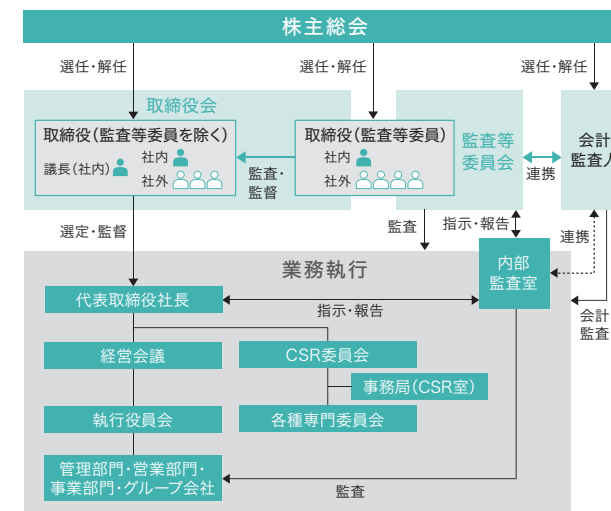 株主総会
選任・解任
選任・解任
選任・解任
取締役会
取締役(監査等委員を除く)
議長(社内)
社内
社外
監査・
監督
取締役(監査等委員)
社内
社外
監査等
委員会
連携
会計
監査人
選定・監督
監査
指示・報告
連携
業務執行
内部
監査室
代表取締役社長
指示・報告
会計
監査
経営会議
CSR委員会
事務局(CSR室)
執行役員会
各種専門委員会
管理部門・営業部門・
事業部門・グループ会社
監査